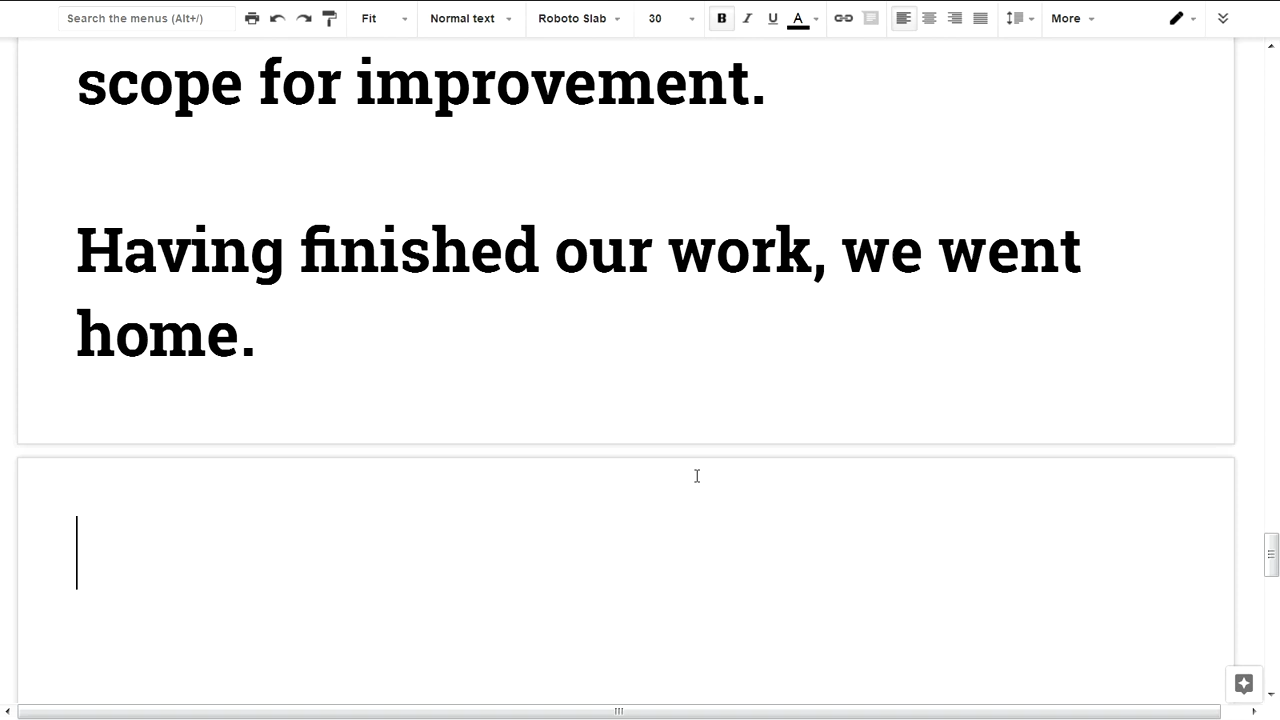 Search the menus (Alt+/) Fit Normal text Roboto Slab 30 B I U A More
scope for improvement.
Having finished our work, we went
home.